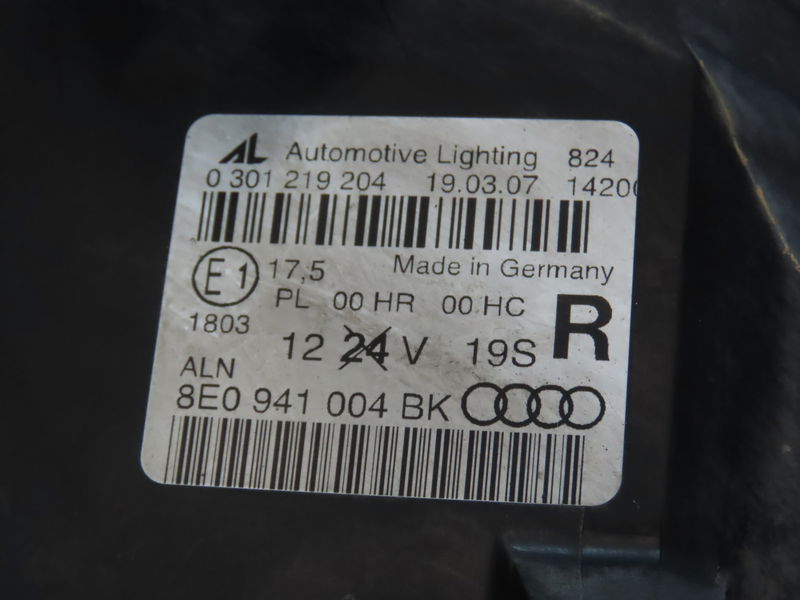 AL Automotive Lighting 824
0 301 219 204 19.03.07 1420
E1 17,5 Made in Germany
PL 00 HR 00 HC R
1803
12 24 V 19S
ALN
8E0 941 004 BK